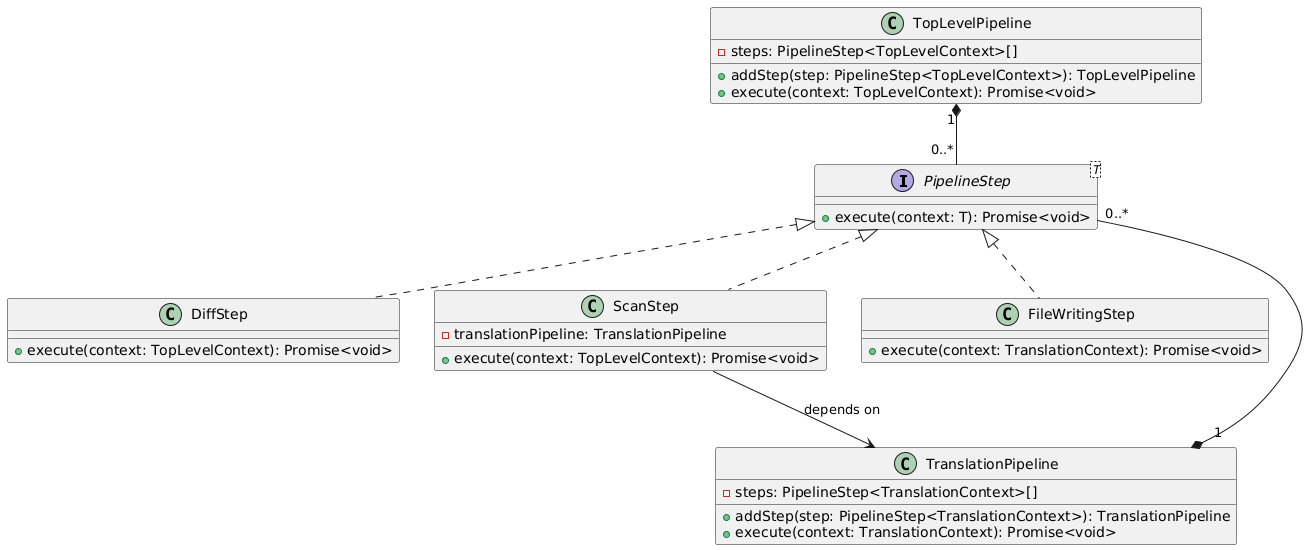 C TopLevelPipeline
steps: PipelineStep<TopLevelContext>[]
addStep(step: PipelineStep<TopLevelContext>): TopLevelPipeline
execute(context: TopLevelContext): Promise<void>
1
0..*
I PipelineStep T
execute(context: T): Promise<void>
0..*
C DiffStep
execute(context: TopLevelContext): Promise<void>
C ScanStep
translationPipeline: TranslationPipeline
execute(context: TopLevelContext): Promise<void>
C FileWritingStep
execute(context: TranslationContext): Promise<void>
depends on
1
C TranslationPipeline
steps: PipelineStep<TranslationContext>[]
addStep(step: PipelineStep<TranslationContext>): TranslationPipeline
execute(context: TranslationContext): Promise<void>